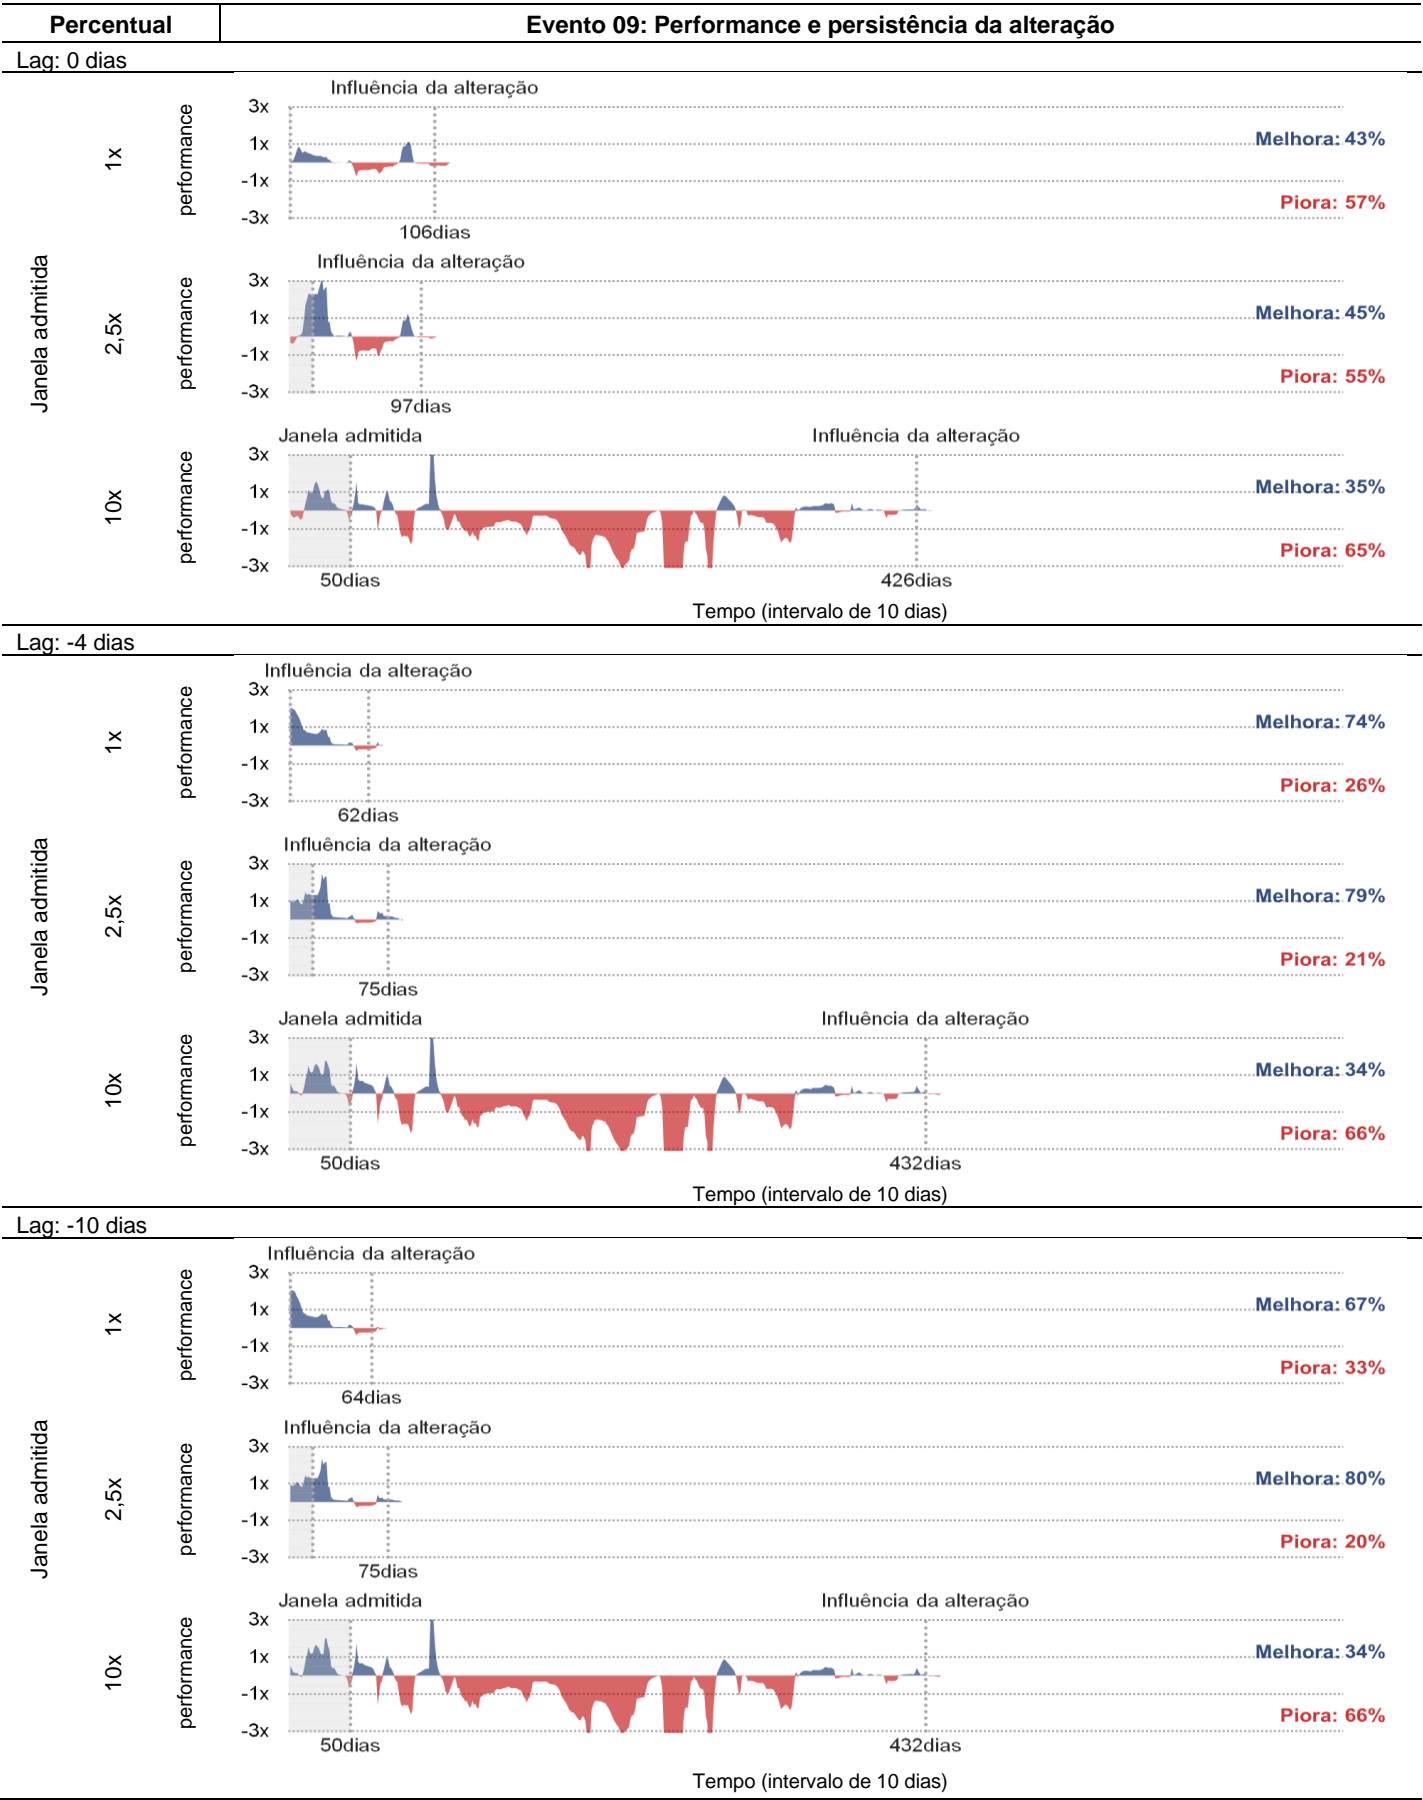 Percentual Evento 09: Performance e persistência da alteração
Lag: 0 dias
Janela admitida
1x
performance
Influência da alteração
3x
1x
-1x
-3x
Melhora: 43%
Piora: 57%
106dias
2,5x
performance
Influência da alteração
3x
1x
-1x
-3x
Melhora: 45%
Piora: 55%
97dias
10x
performance
Janela admitida Influência da alteração
3x
1x
-1x
-3x
Melhora: 35%
Piora: 65%
50dias 426dias
Tempo (intervalo de 10 dias)
Lag: -4 dias
Janela admitida
1x
performance
Influência da alteração
3x
1x
-1x
-3x
Melhora: 74%
Piora: 26%
62dias
2,5x
performance
Influência da alteração
3x
1x
-1x
-3x
Melhora: 79%
Piora: 21%
75dias
10x
performance
Janela admitida Influência da alteração
3x
1x
-1x
-3x
Melhora: 34%
Piora: 66%
50dias 432dias
Tempo (intervalo de 10 dias)
Lag: -10 dias
Janela admitida
1x
performance
Influência da alteração
3x
1x
-1x
-3x
Melhora: 67%
Piora: 33%
64dias
2,5x
performance
Influência da alteração
3x
1x
-1x
-3x
Melhora: 80%
Piora: 20%
75dias
10x
performance
Janela admitida Influência da alteração
3x
1x
-1x
-3x
Melhora: 34%
Piora: 66%
50dias 432dias
Tempo (intervalo de 10 dias)